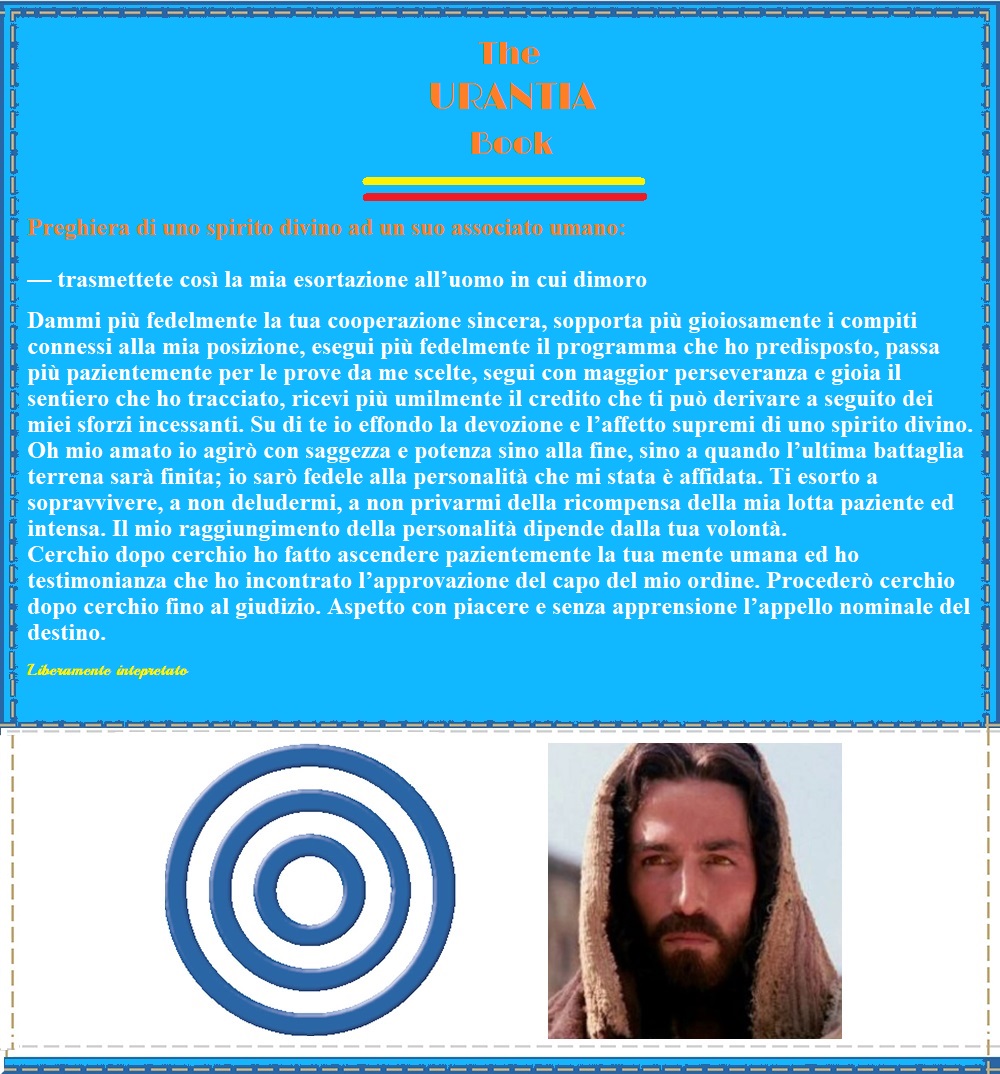 The
URANTIA
Book
Preghiera di uno spirito divino ad un suo associato umano:
— trasmettete così la mia esortazione all’uomo in cui dimoro
Dammi più fedelmente la tua cooperazione sincera, sopporta più gioiosamente i compiti
connessi alla mia posizione, esegui più fedelmente il programma che ho predisposto, passa
più pazientemente per le prove da me scelte, segui con maggior perseveranza e gioia il
sentiero che ho tracciato, ricevi più umilmente il credito che ti può derivare a seguito dei
miei sforzi incessanti. Su di te io effondo la devozione e l’affetto supremi di uno spirito divino.
Oh mio amato io agirò con saggezza e potenza sino alla fine, sino a quando l’ultima battaglia
terrena sarà finita; io sarò fedele alla personalità che mi stata è affidata. Ti esorto a
sopravvivere, a non deludermi, a non privarmi della ricompensa della mia lotta paziente ed
intensa. Il mio raggiungimento della personalità dipende dalla tua volontà.
Cerchio dopo cerchio ho fatto ascendere pazientemente la tua mente umana ed ho
testimonianza che ho incontrato l’approvazione del capo del mio ordine. Procederò cerchio
dopo cerchio fino al giudizio. Aspetto con piacere e senza apprensione l’appello nominale del
destino.
Liberamente intepretato